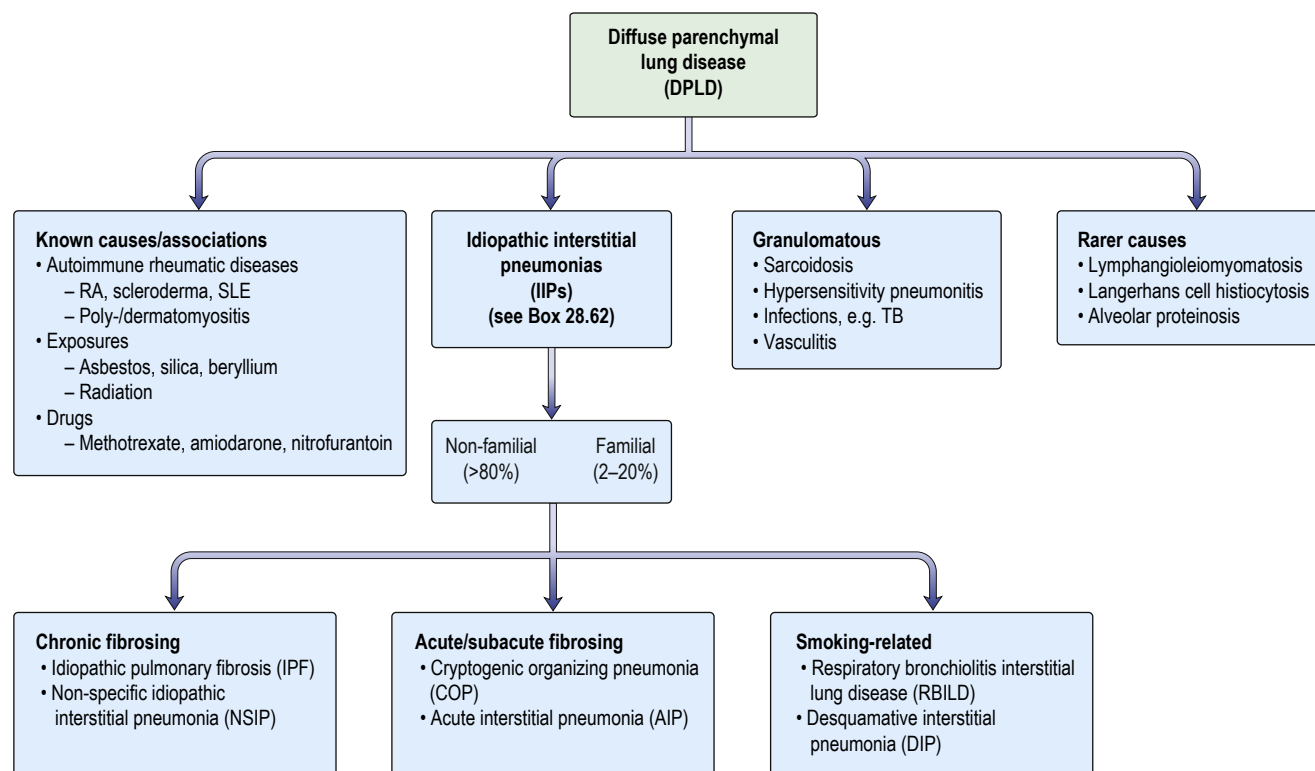 Diffuse parenchymal
lung disease
(DPLD)
Known causes/associations
• Autoimmune rheumatic diseases
– RA, scleroderma, SLE
– Poly-/dermatomyositis
• Exposures
– Asbestos, silica, beryllium
– Radiation
• Drugs
– Methotrexate, amiodarone, nitrofurantoin
Idiopathic interstitial
pneumonias
(IIPs)
(see Box 28.62)
Granulomatous
• Sarcoidosis
• Hypersensitivity pneumonitis
• Infections, e.g. TB
• Vasculitis
Rarer causes
• Lymphangioleiomyomatosis
• Langerhans cell histiocytosis
• Alveolar proteinosis
Non-familial
(>80%)
Familial
(2–20%)
Chronic fibrosing
• Idiopathic pulmonary fibrosis (IPF)
• Non-specific idiopathic
interstitial pneumonia (NSIP)
Acute/subacute fibrosing
• Cryptogenic organizing pneumonia
(COP)
• Acute interstitial pneumonia (AIP)
Smoking-related
• Respiratory bronchiolitis interstitial
lung disease (RBILD)
• Desquamative interstitial
pneumonia (DIP)